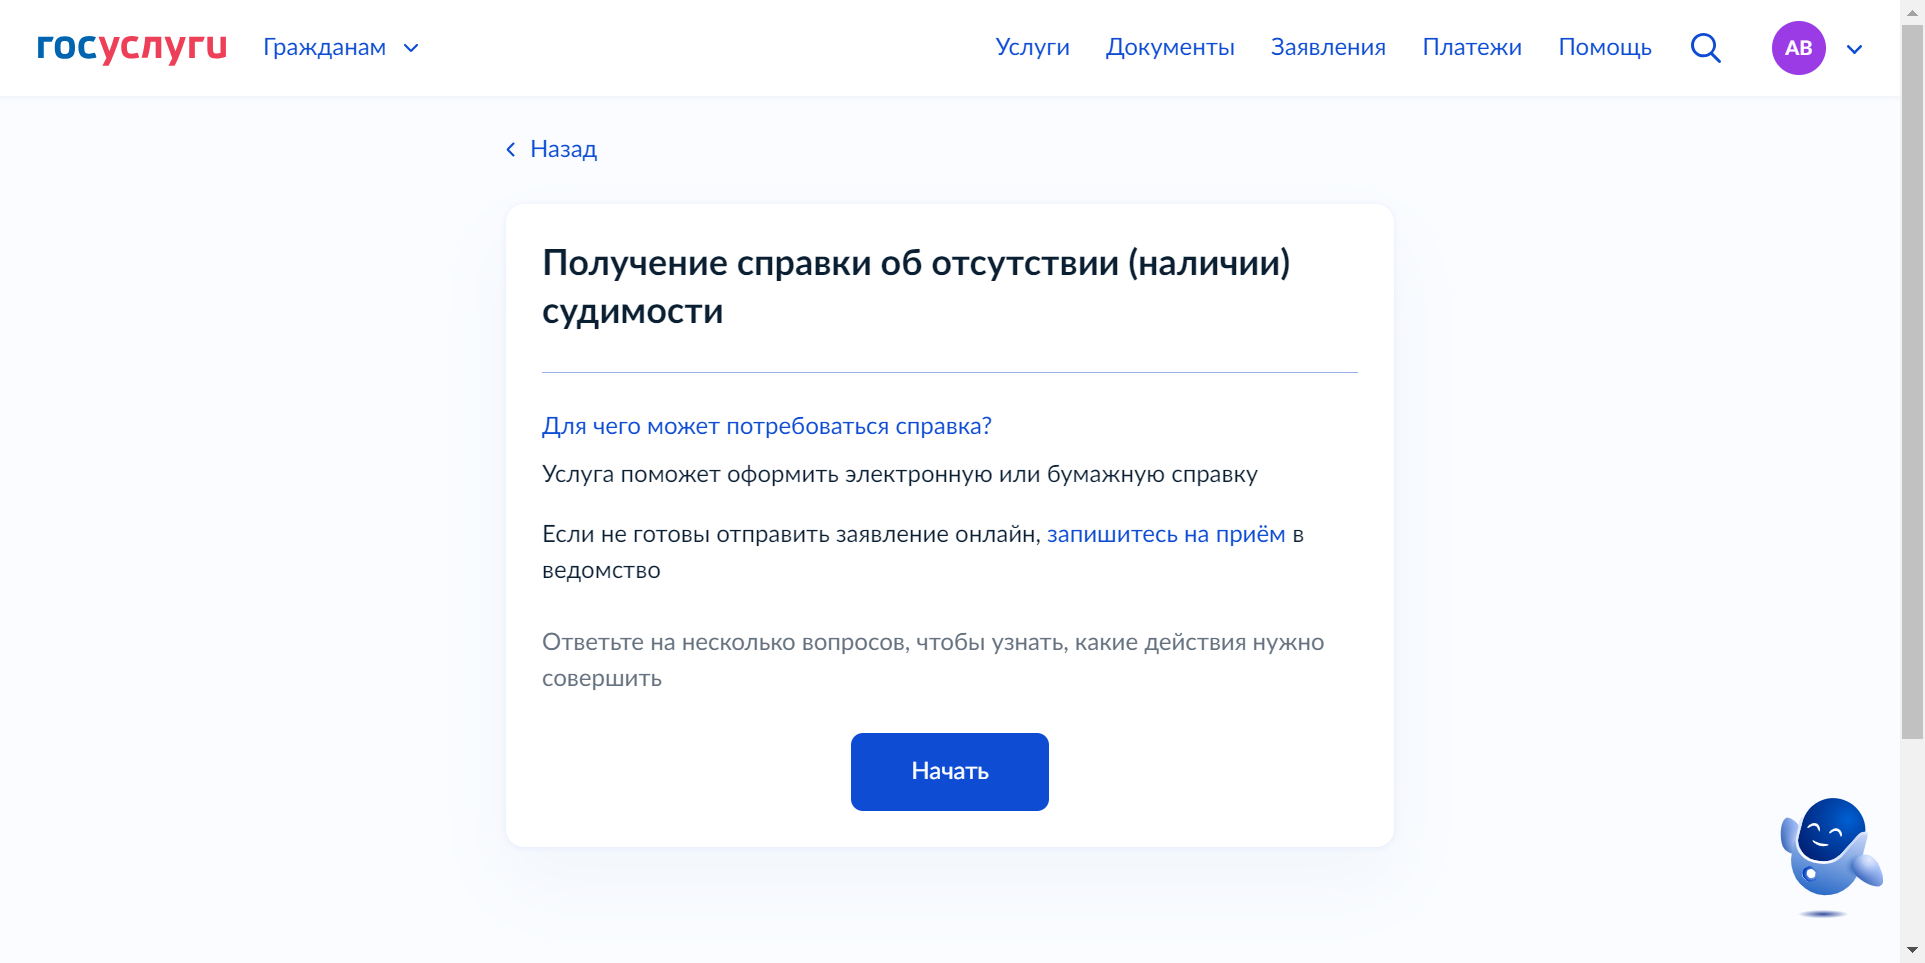 госуслуги Гражданам Услуги Документы Заявления Платежи Помощь АВ
Назад
Получение справки об отсутствии (наличии)
судимости
Для чего может потребоваться справка?
Услуга поможет оформить электронную или бумажную справку
Если не готовы отправить заявление онлайн, запишитесь на приём в
ведомство
Ответьте на несколько вопросов, чтобы узнать, какие действия нужно
совершить
Начать